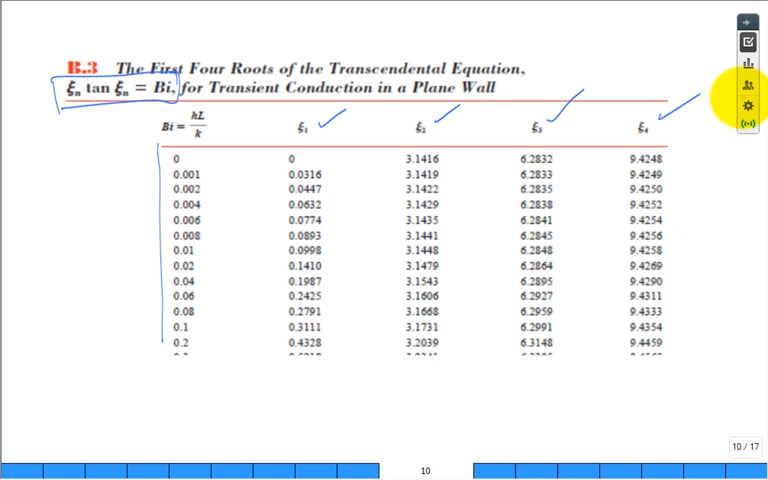 B.3 The First Four Roots of the Transcendental Equation,
ξn tan ξn = Bi, for Transient Conduction in a Plane Wall
Bi = hL/k ξ1 ξ2 ξ3 ξ4
0 0 3.1416 6.2832 9.4248
0.001 0.0316 3.1419 6.2833 9.4249
0.002 0.0447 3.1422 6.2835 9.4250
0.004 0.0632 3.1429 6.2838 9.4252
0.006 0.0774 3.1435 6.2841 9.4254
0.008 0.0893 3.1441 6.2845 9.4256
0.01 0.0998 3.1448 6.2848 9.4258
0.02 0.1410 3.1479 6.2864 9.4269
0.04 0.1987 3.1543 6.2895 9.4290
0.06 0.2425 3.1606 6.2927 9.4311
0.08 0.2791 3.1668 6.2959 9.4333
0.1 0.3111 3.1731 6.2991 9.4354
0.2 0.4328 3.2039 6.3148 9.4459
10 / 17
10